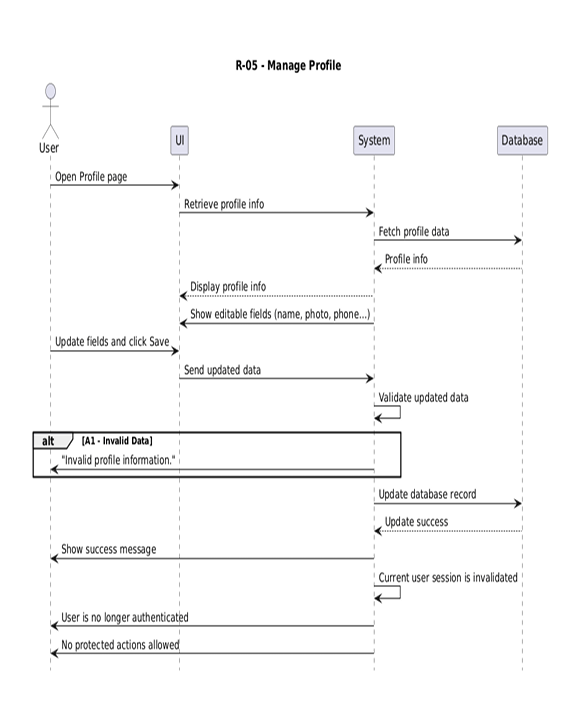 R-05 - Manage Profile
User
UI
System
Database
Open Profile page
Retrieve profile info
Fetch profile data
Profile info
Display profile info
Show editable fields (name, photo, phone...)
Update fields and click Save
Send updated data
Validate updated data
alt [A1 - Invalid Data]
"Invalid profile information."
Update database record
Update success
Show success message
Current user session is invalidated
User is no longer authenticated
No protected actions allowed